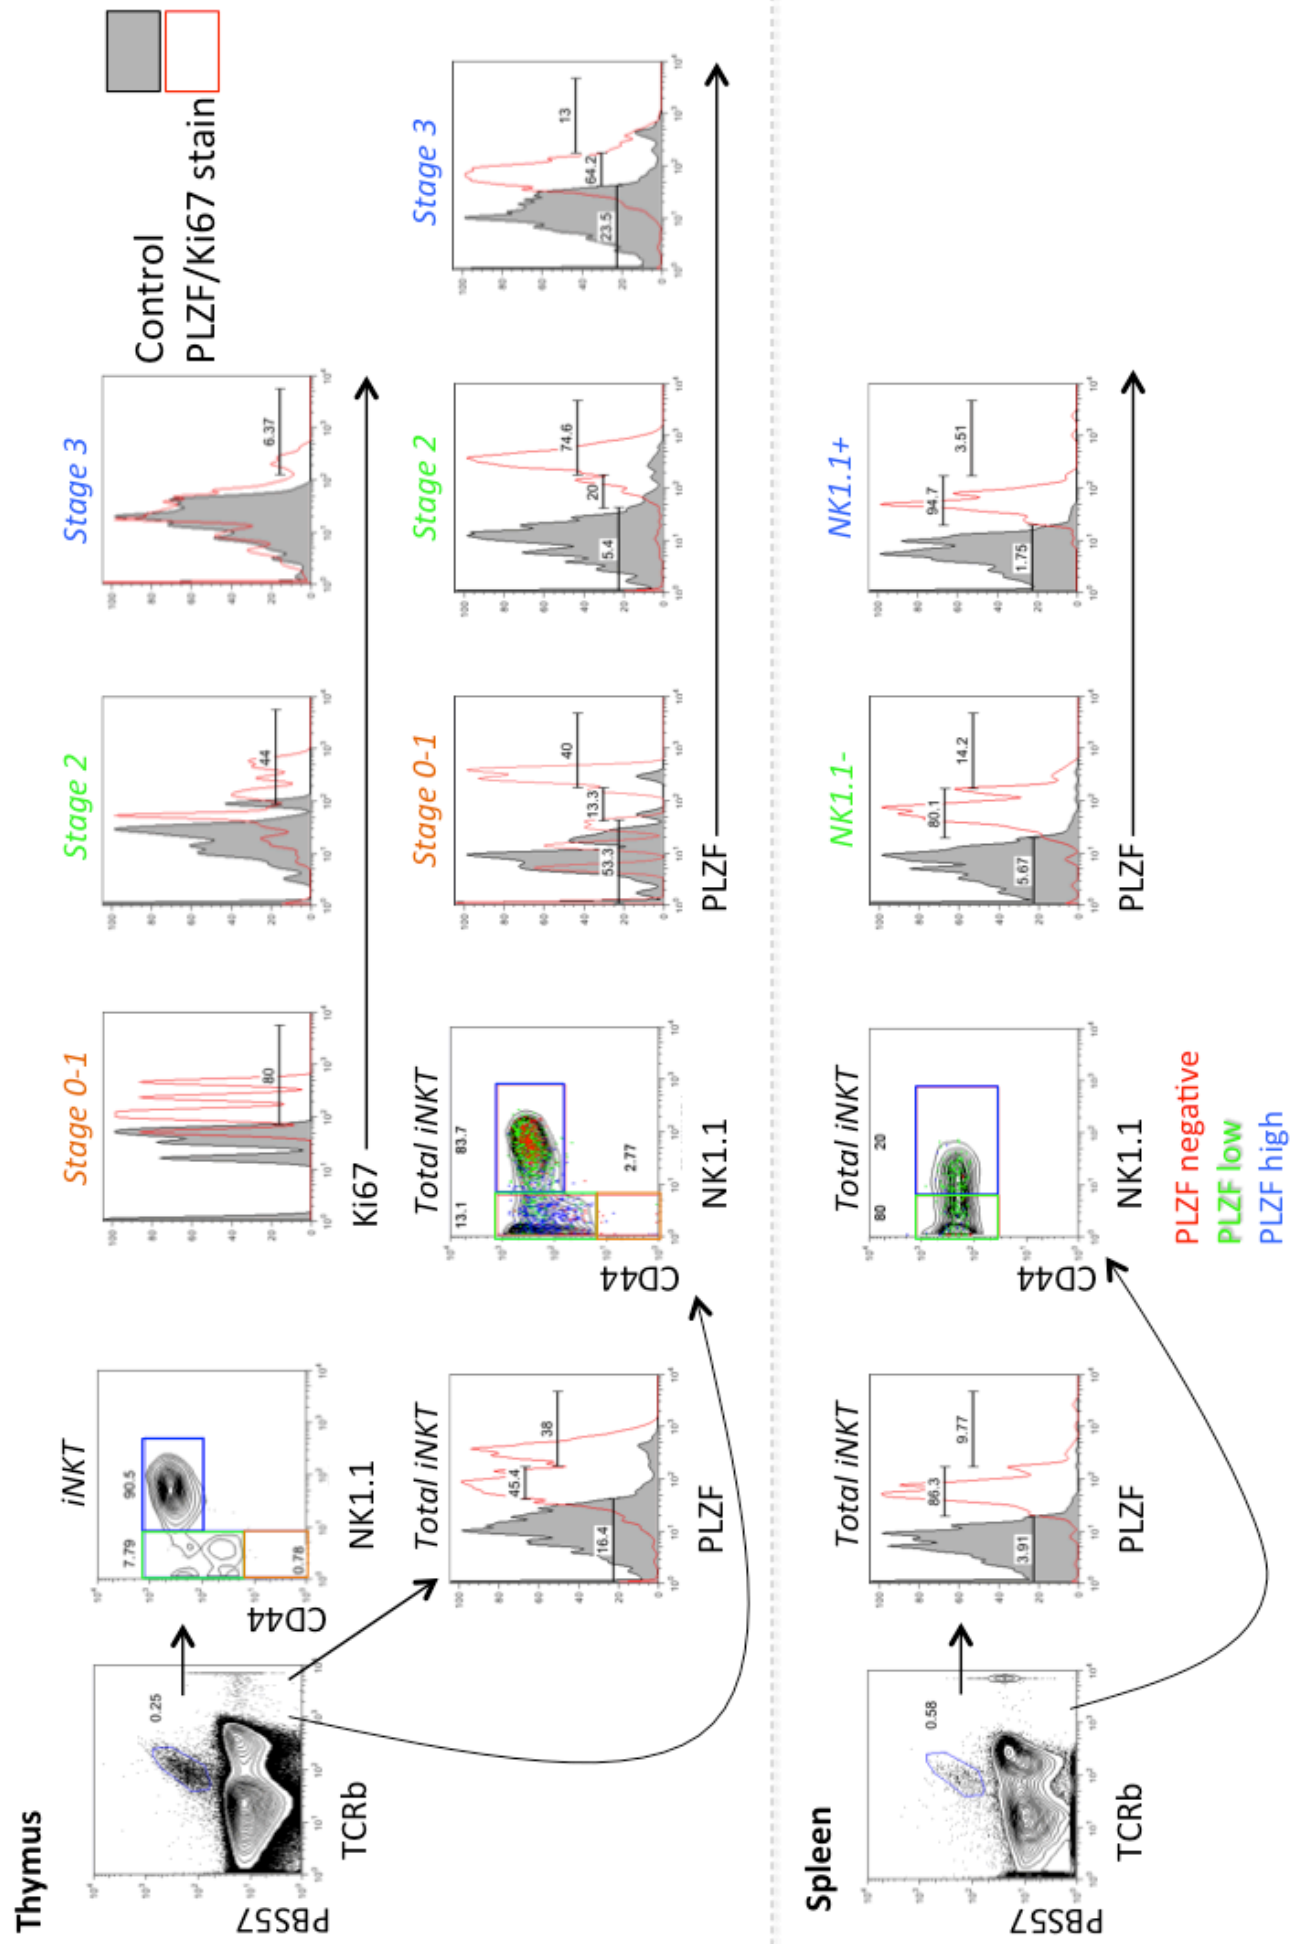 Thymus
PBS57
TCRb
0.25
iNKT
7.79
90.5
0.78
CD44
NK1.1
Stage 0-1
80
Stage 2
44
Stage 3
6.37
Ki67
Control
PLZF/Ki67 stain
Total iNKT
16.4
45.4
38
PLZF
Total iNKT
13.1
83.7
2.77
CD44
NK1.1
Stage 0-1
53.3
13.3
40
Stage 2
5.4
20
74.6
Stage 3
23.5
64.2
13
PLZF
Spleen
PBS57
TCRb
0.58
Total iNKT
3.91
86.3
9.77
PLZF
Total iNKT
80
20
CD44
NK1.1
NK1.1-
5.67
80.1
14.2
NK1.1+
1.75
94.7
3.51
PLZF
PLZF negative
PLZF low
PLZF high